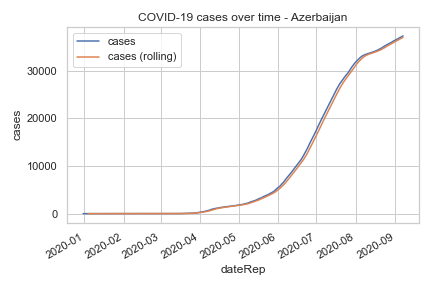 COVID-19 cases over time - Azerbaijan
cases
cases (rolling)
cases
30000
20000
10000
0
2020-01
2020-02
2020-03
2020-04
2020-05
2020-06
2020-07
2020-08
2020-09
dateRep